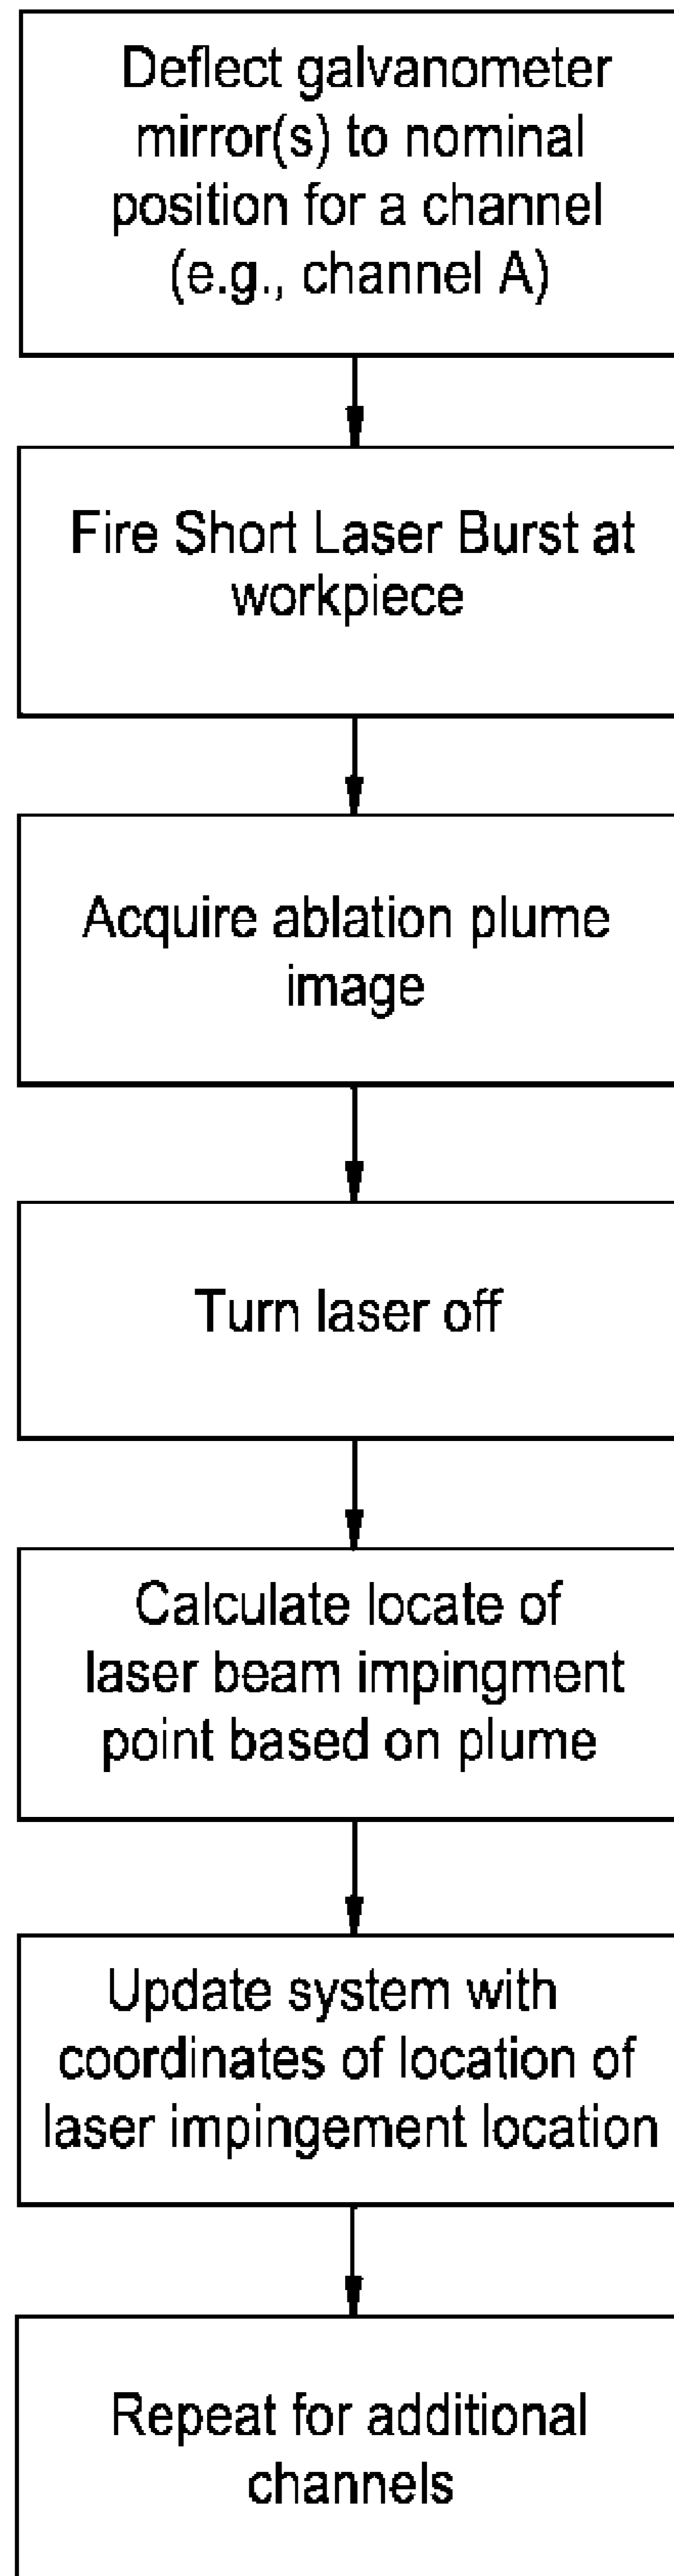 Deflect galvanometer
mirror(s) to nominal
position for a channel
(e.g., channel A)
Fire Short Laser Burst at
workpiece
Acquire ablation plume
image
Turn laser off
Calculate locate of
laser beam impingment
point based on plume
Update system with
coordinates of location of
laser impingement location
Repeat for additional
channels